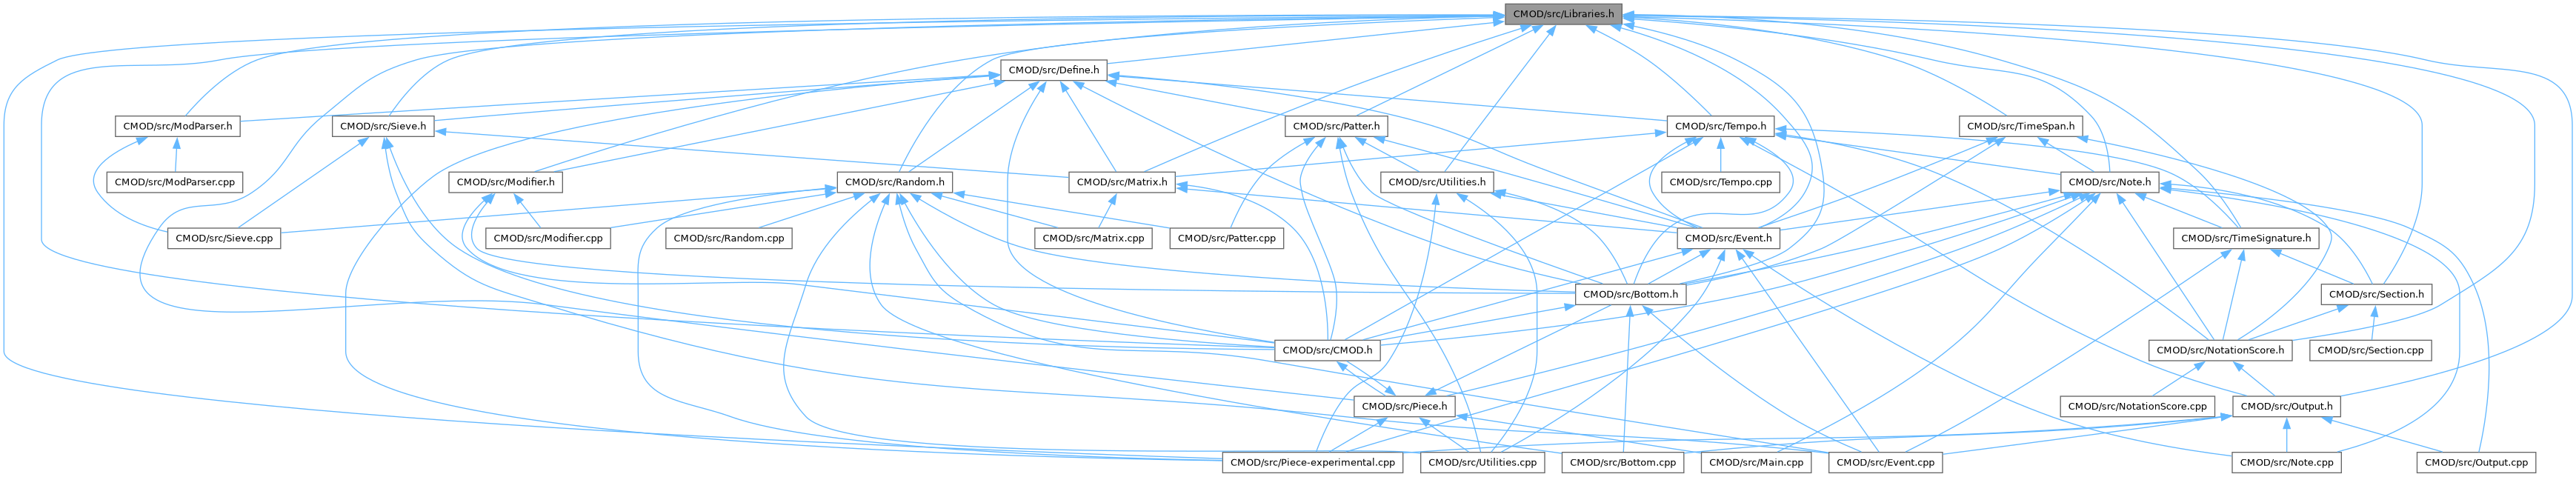 CMOD/src/Libraries.h
CMOD/src/Define.h
CMOD/src/ModParser.h
CMOD/src/Sieve.h
CMOD/src/Patter.h
CMOD/src/Tempo.h
CMOD/src/TimeSpan.h
CMOD/src/ModParser.cpp
CMOD/src/Modifier.h
CMOD/src/Random.h
CMOD/src/Matrix.h
CMOD/src/Utilities.h
CMOD/src/Tempo.cpp
CMOD/src/Note.h
CMOD/src/Sieve.cpp
CMOD/src/Modifier.cpp
CMOD/src/Random.cpp
CMOD/src/Matrix.cpp
CMOD/src/Patter.cpp
CMOD/src/Event.h
CMOD/src/TimeSignature.h
CMOD/src/Bottom.h
CMOD/src/Section.h
CMOD/src/CMOD.h
CMOD/src/NotationScore.h
CMOD/src/Section.cpp
CMOD/src/Piece.h
CMOD/src/NotationScore.cpp
CMOD/src/Output.h
CMOD/src/Piece-experimental.cpp
CMOD/src/Utilities.cpp
CMOD/src/Bottom.cpp
CMOD/src/Main.cpp
CMOD/src/Event.cpp
CMOD/src/Note.cpp
CMOD/src/Output.cpp